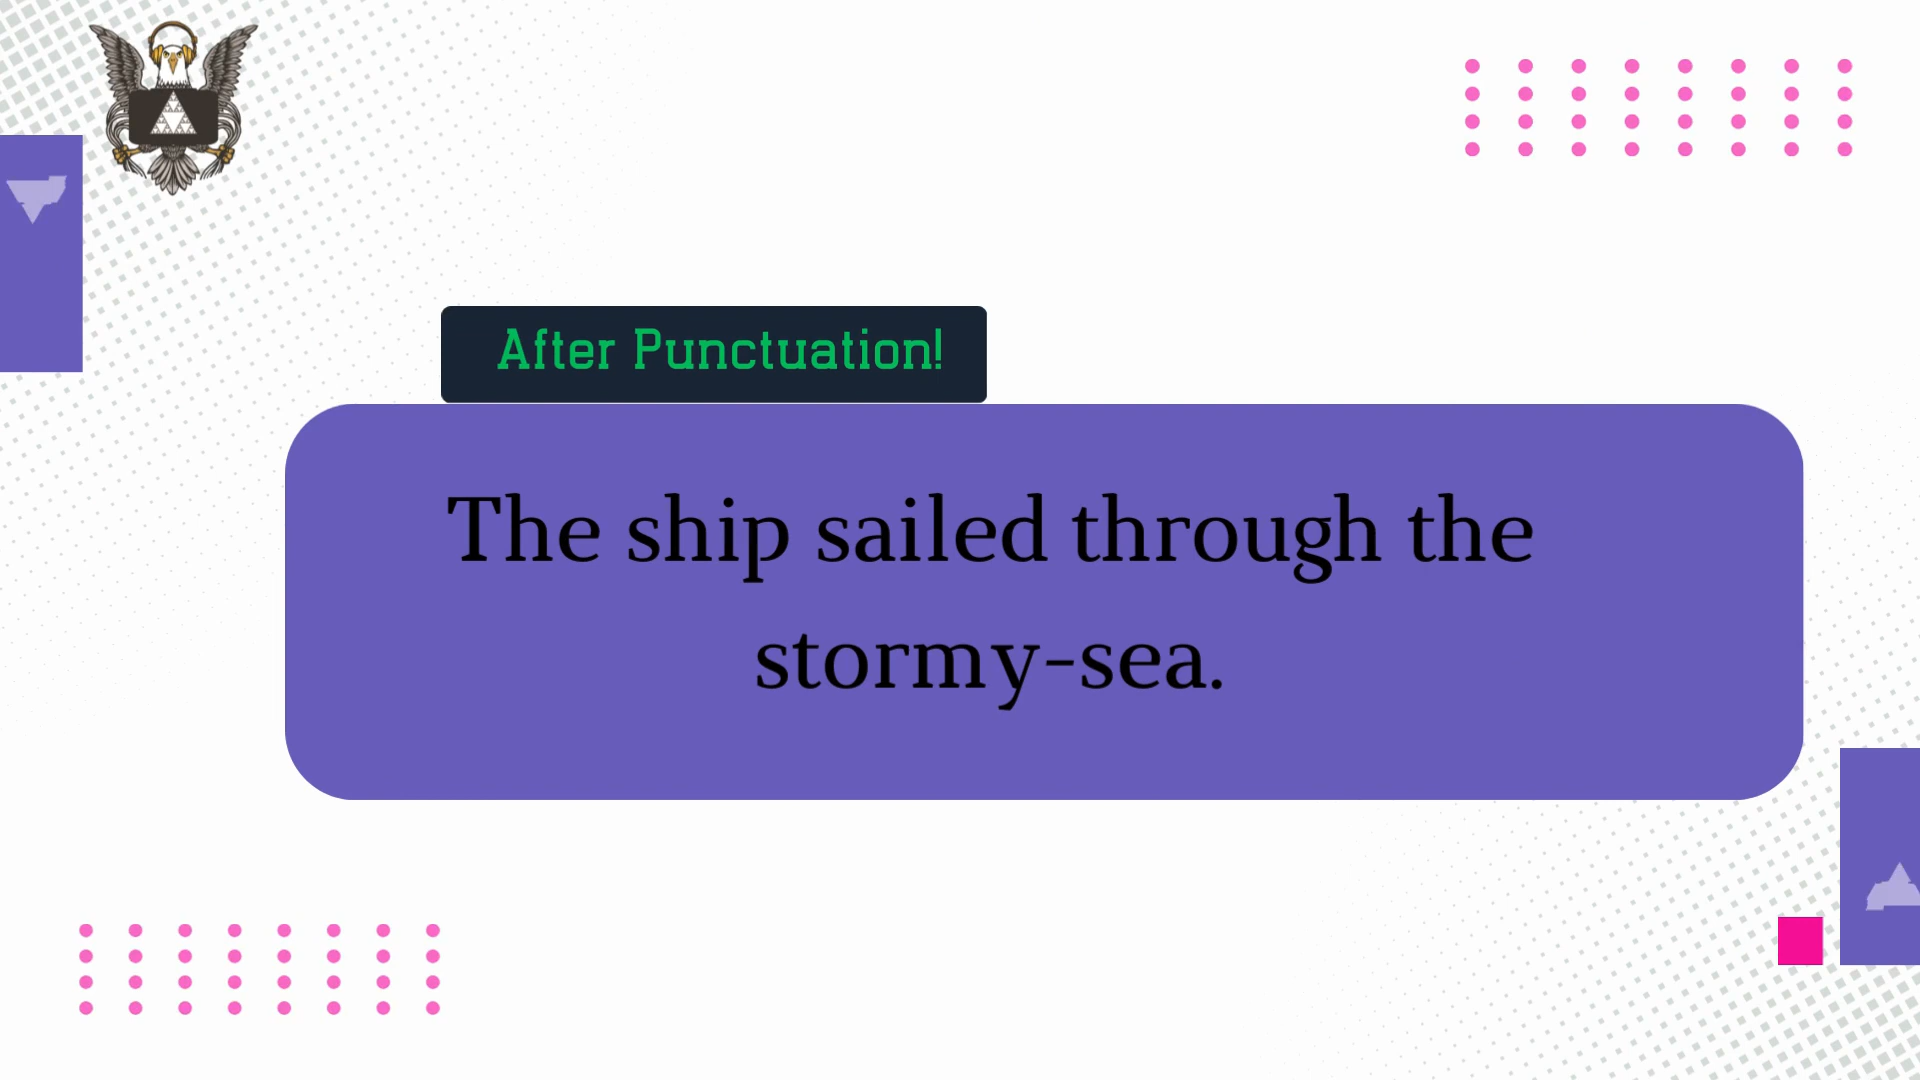 After Punctuation!
The ship sailed through the
stormy-sea.